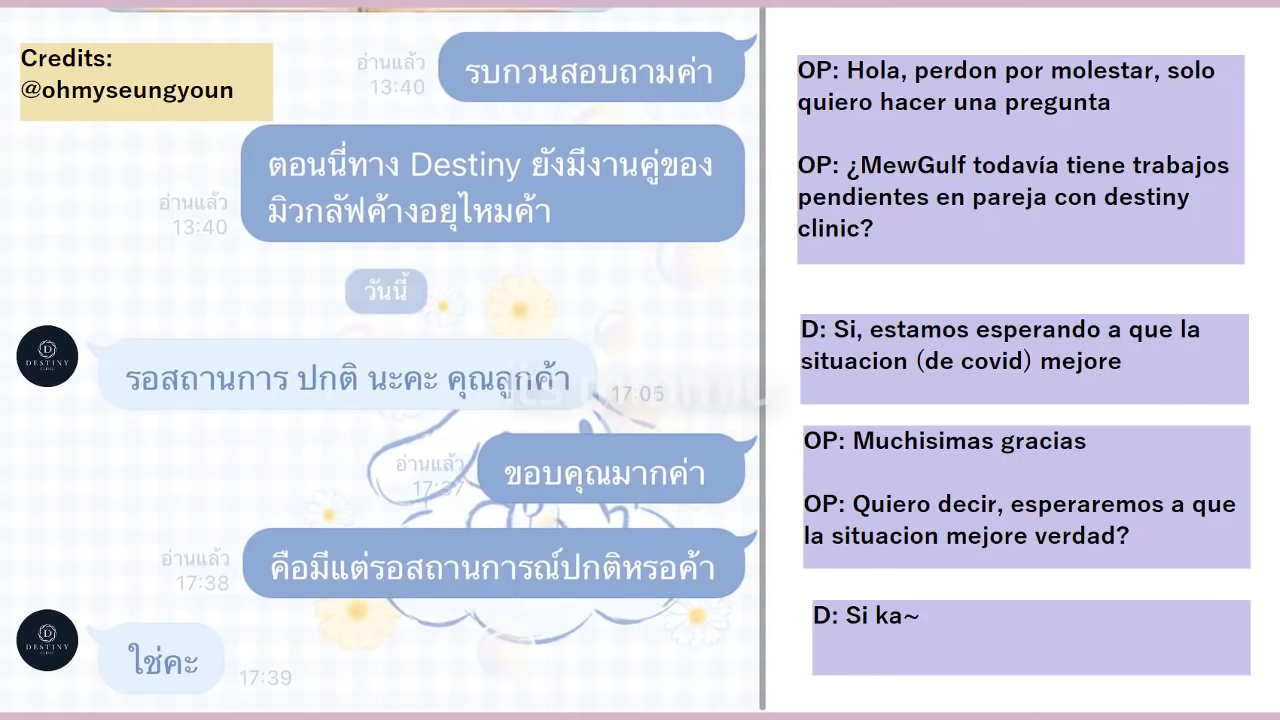 Credits:
@ohmyseungyoun
อ่านแล้ว
13:40
รบกวนสอบถามค่า
ตอนนี่ทาง Destiny ยังมีงานคู่ของ
มิวกลัฟค้างอยุไหมค้า
อ่านแล้ว
13:40
วันนี้
DESTINY
รอสถานการ ปกติ นะคะ คุณลูกค้า
17:05
อ่านแล้ว
17:37
ขอบคุณมากค่า
อ่านแล้ว
17:38
คือมีแต่รอสถานการณ์ปกติหรอค้า
DESTINY
ใช่คะ
17:39
OP: Hola, perdon por molestar, solo
quiero hacer una pregunta
OP: ¿MewGulf todavía tiene trabajos
pendientes en pareja con destiny
clinic?
D: Si, estamos esperando a que la
situacion (de covid) mejore
OP: Muchisimas gracias
OP: Quiero decir, esperaremos a que
la situacion mejore verdad?
D: Si ka~